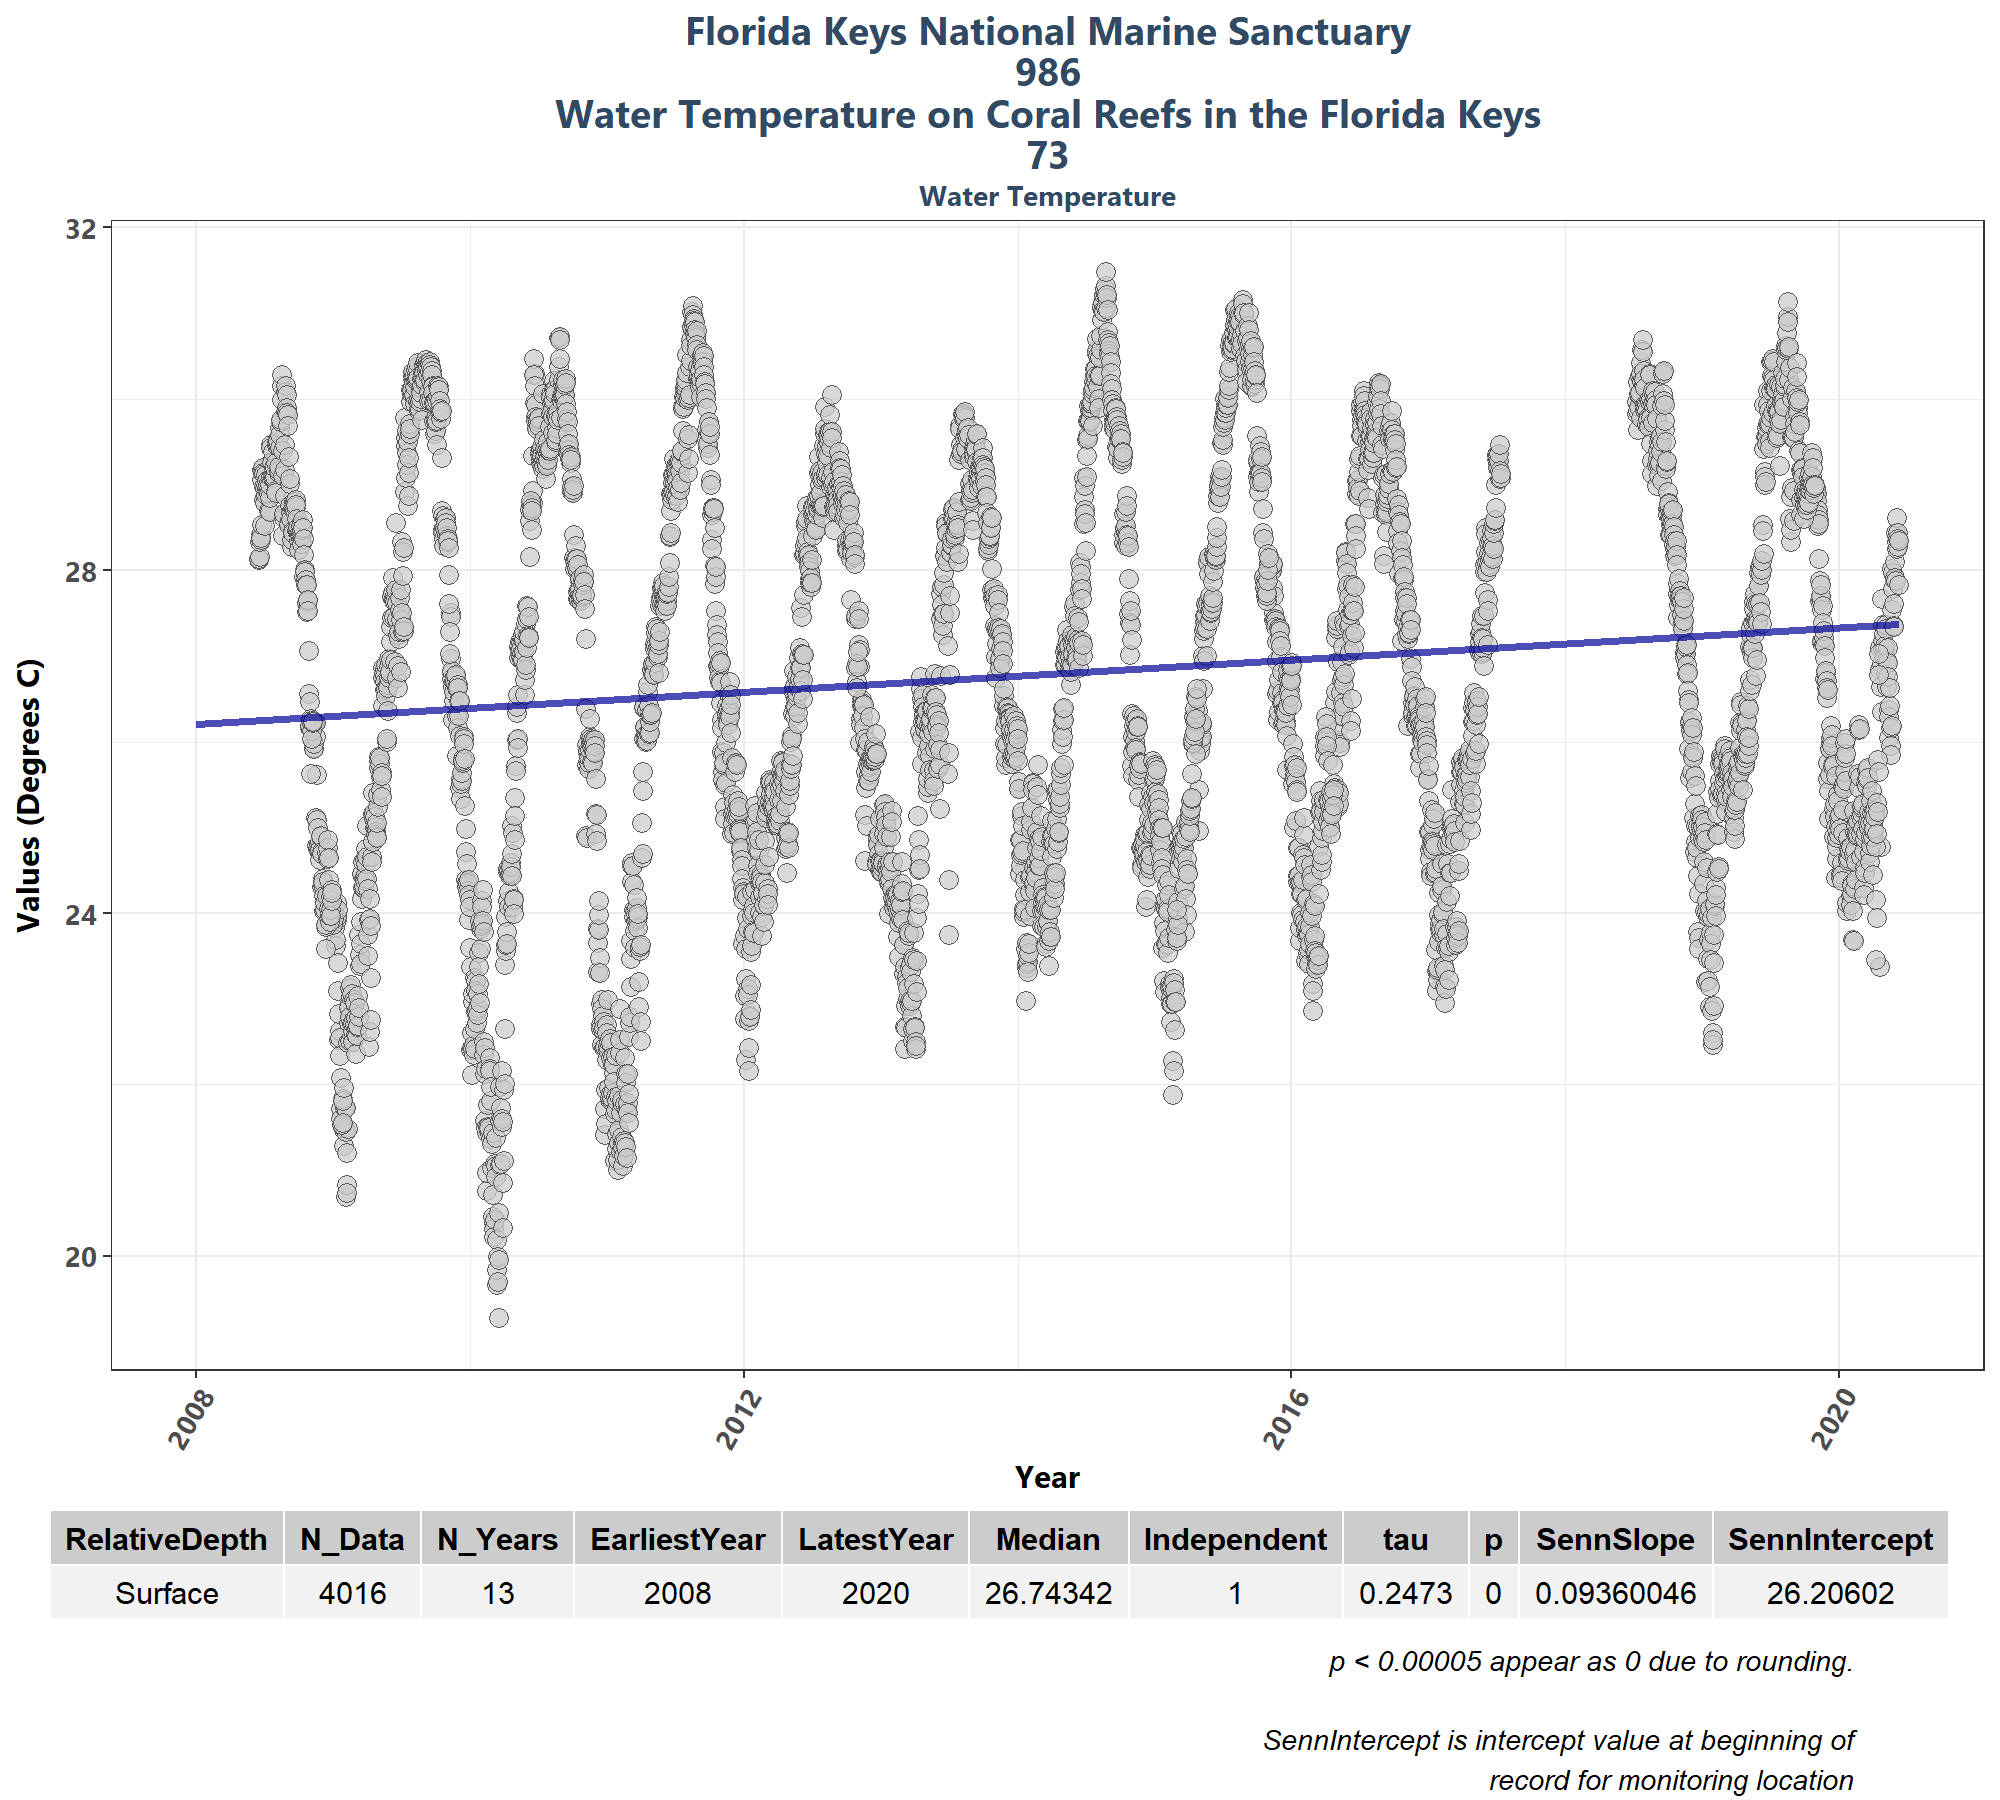 Florida Keys National Marine Sanctuary
986
Water Temperature on Coral Reefs in the Florida Keys
73
Water Temperature
32
28
24
20
Values (Degrees C)
2008
2012
2016
2020
Year
RelativeDepth N_Data N_Years EarliestYear LatestYear Median Independent tau p SennSlope SennIntercept
Surface 4016 13 2008 2020 26.74342 1 0.2473 0 0.09360046 26.20602
p < 0.00005 appear as 0 due to rounding.
SennIntercept is intercept value at beginning of
record for monitoring location